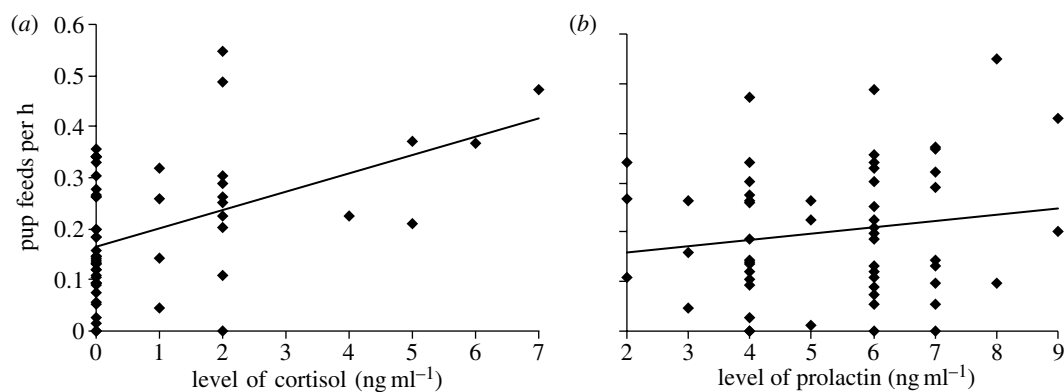 (a)
0.6
0.5
0.4
0.3
0.2
0.1
0
pup feeds per h
0 1 2 3 4 5 6 7
level of cortisol (ng ml⁻¹)
(b)
2 3 4 5 6 7 8 9
level of prolactin (ng ml⁻¹)